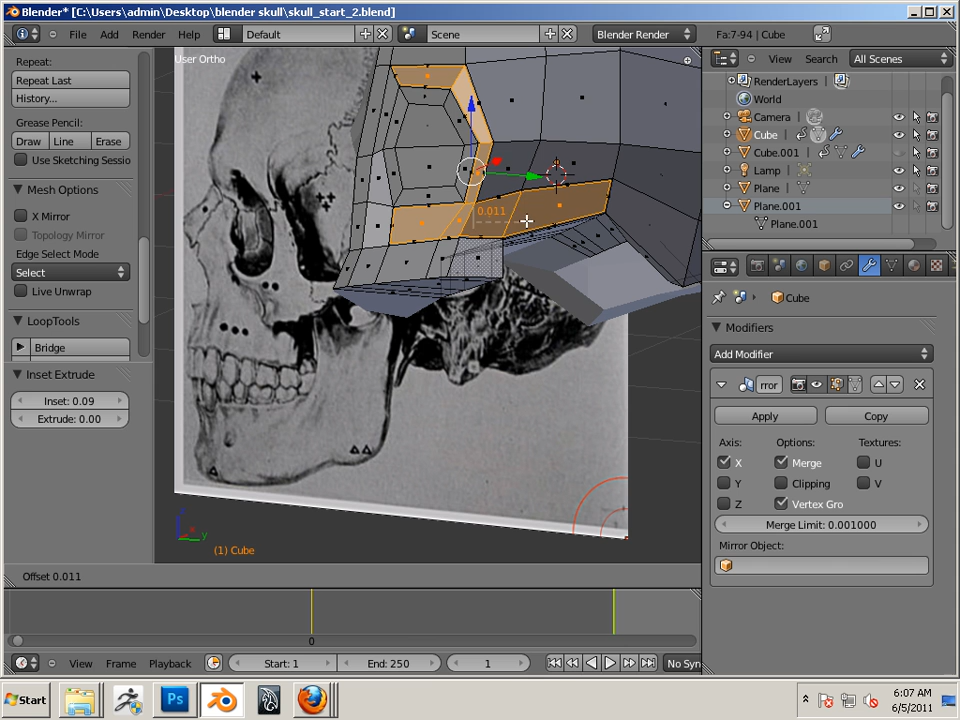 Blender* [C:\Users\admin\Desktop\blender skull\skull_start_2.blend]
File Add Render Help Default Scene Blender Render Fa:7-94 | Cube
Repeat:
Repeat Last
History...
Grease Pencil:
Draw Line Erase
Use Sketching Sessio
Mesh Options
X Mirror
Topology Mirror
Edge Select Mode
Select
Live Unwrap
LoopTools
Bridge
Inset Extrude
Inset: 0.09
Extrude: 0.00
User Ortho
0.011
z
y
(1) Cube
Offset 0.011
0
View Frame Playback Start: 1 End: 250 1 No Syn
View Search All Scenes
RenderLayers
World
Camera
Cube
Cube.001
Lamp
Plane
Plane.001
Plane.001
Cube
Modifiers
Add Modifier
rror
Apply Copy
Axis: Options: Textures:
X Merge U
Y Clipping V
Z Vertex Gro
Merge Limit: 0.001000
Mirror Object:
Start Ps 6:07 AM
6/5/2011